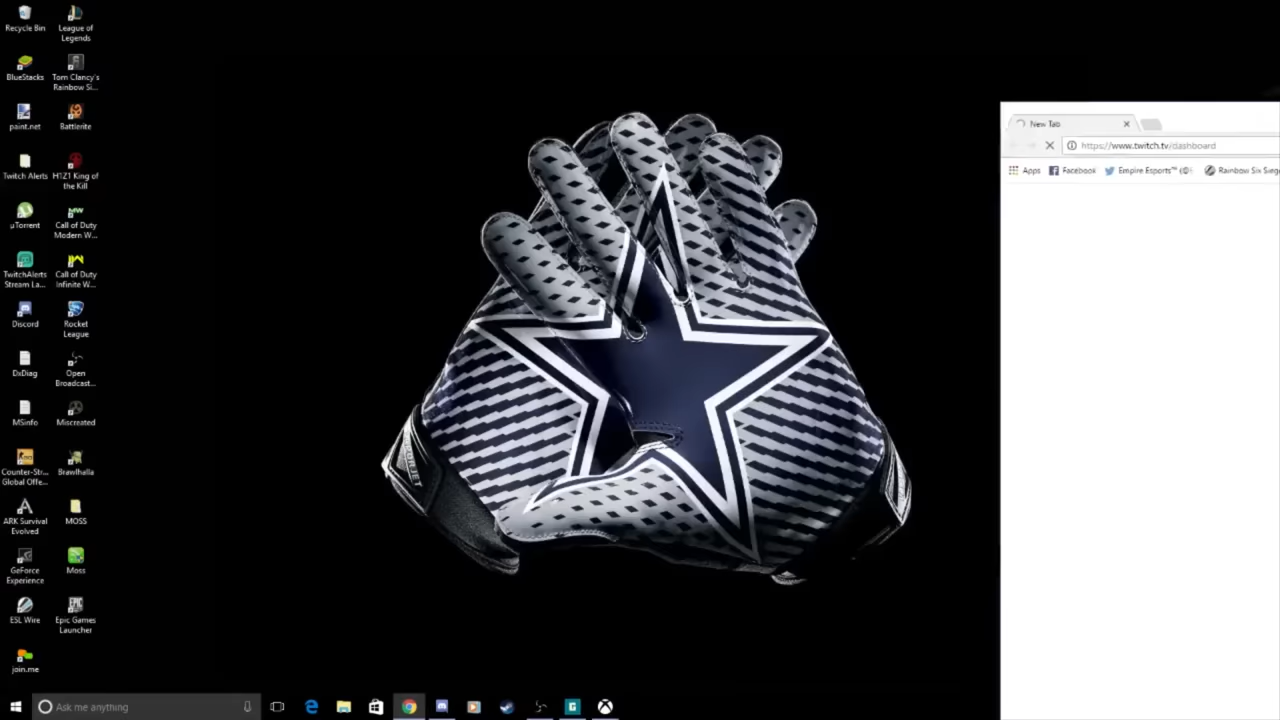 Recycle Bin
League of
Legends
BlueStacks
Tom Clancy's
Rainbow Si...
paint.net
Battlerite
Twitch Alerts
H1Z1 King of
the Kill
µTorrent
Call of Duty
Modern W...
TwitchAlerts
Stream La...
Call of Duty
Infinite W...
Discord
Rocket
League
DxDiag
Open
Broadcast...
MSinfo
Miscreated
Counter-Str...
Global Offe...
Brawlhalla
ARK Survival
Evolved
MOSS
GeForce
Experience
Moss
ESL Wire
Epic Games
Launcher
join.me
New Tab
https://www.twitch.tv/dashboard
Apps
Facebook
Empire Esports™ (@
Rainbow Six Sieg
Ask me anything